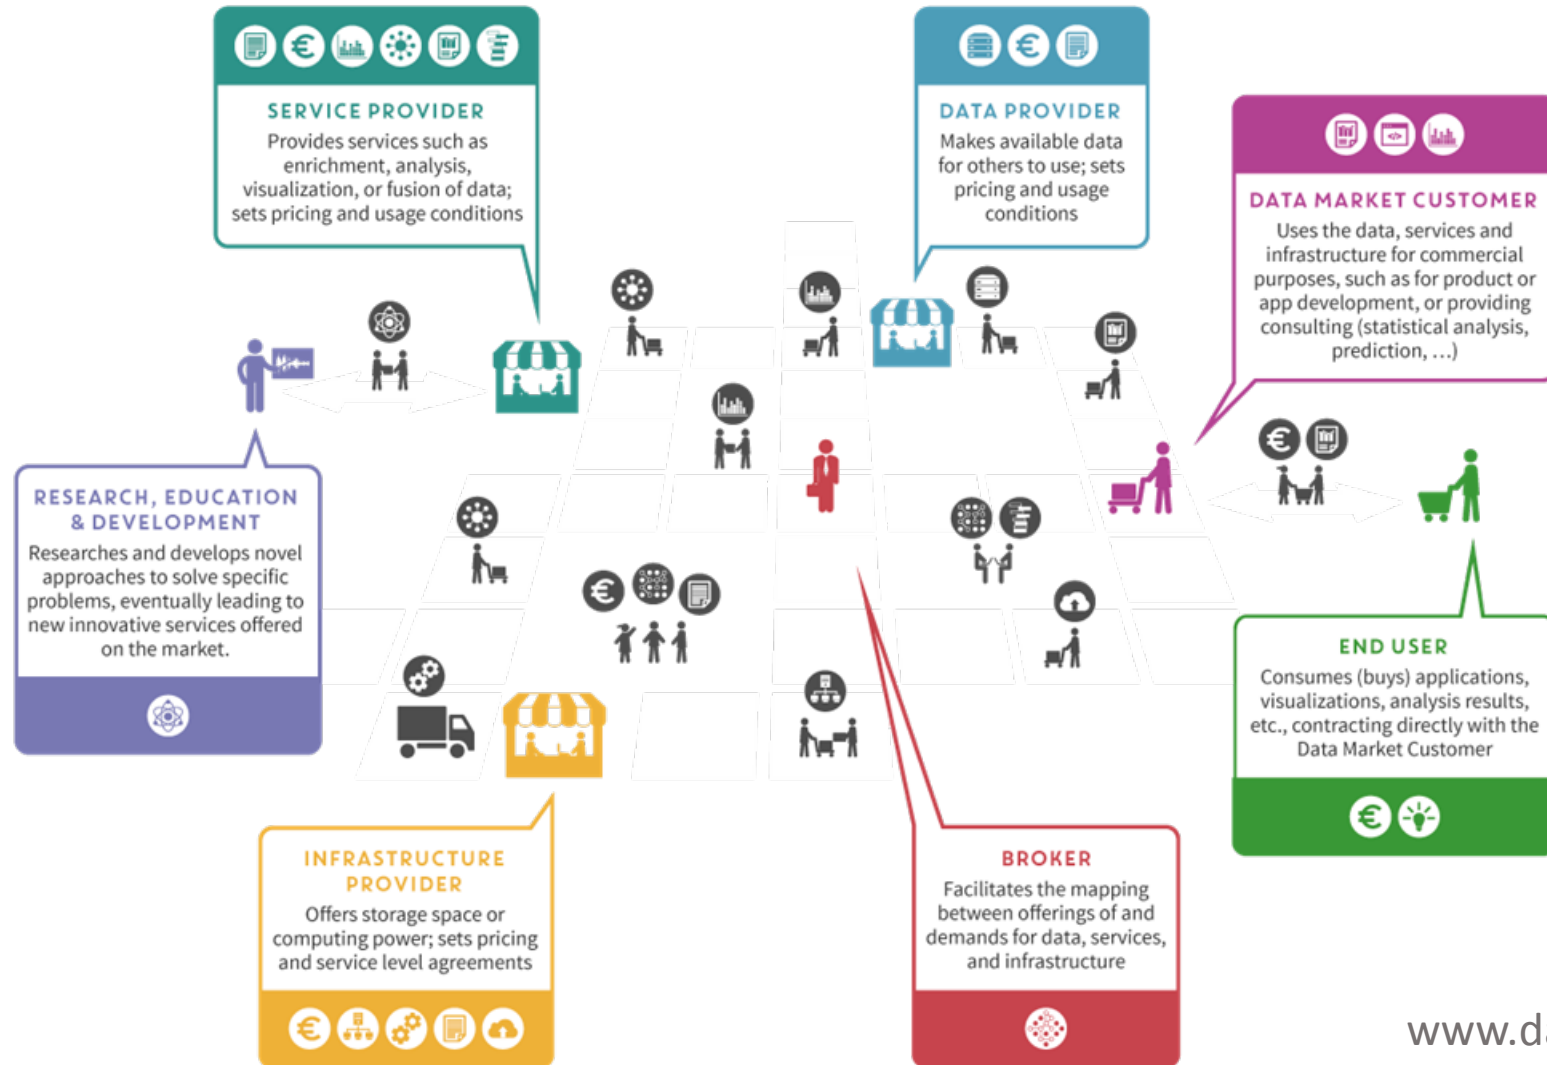 SERVICE PROVIDER
Provides services such as
enrichment, analysis,
visualization, or fusion of data;
sets pricing and usage conditions
DATA PROVIDER
Makes available data
for others to use; sets
pricing and usage
conditions
DATA MARKET CUSTOMER
Uses the data, services and
infrastructure for commercial
purposes, such as for product or
app development, or providing
consulting (statistical analysis,
prediction, ...)
RESEARCH, EDUCATION
& DEVELOPMENT
Researches and develops novel
approaches to solve specific
problems, eventually leading to
new innovative services offered
on the market.
END USER
Consumes (buys) applications,
visualizations, analysis results,
etc., contracting directly with the
Data Market Customer
INFRASTRUCTURE
PROVIDER
Offers storage space or
computing power; sets pricing
and service level agreements
BROKER
Facilitates the mapping
between offerings of and
demands for data, services,
and infrastructure
www.da